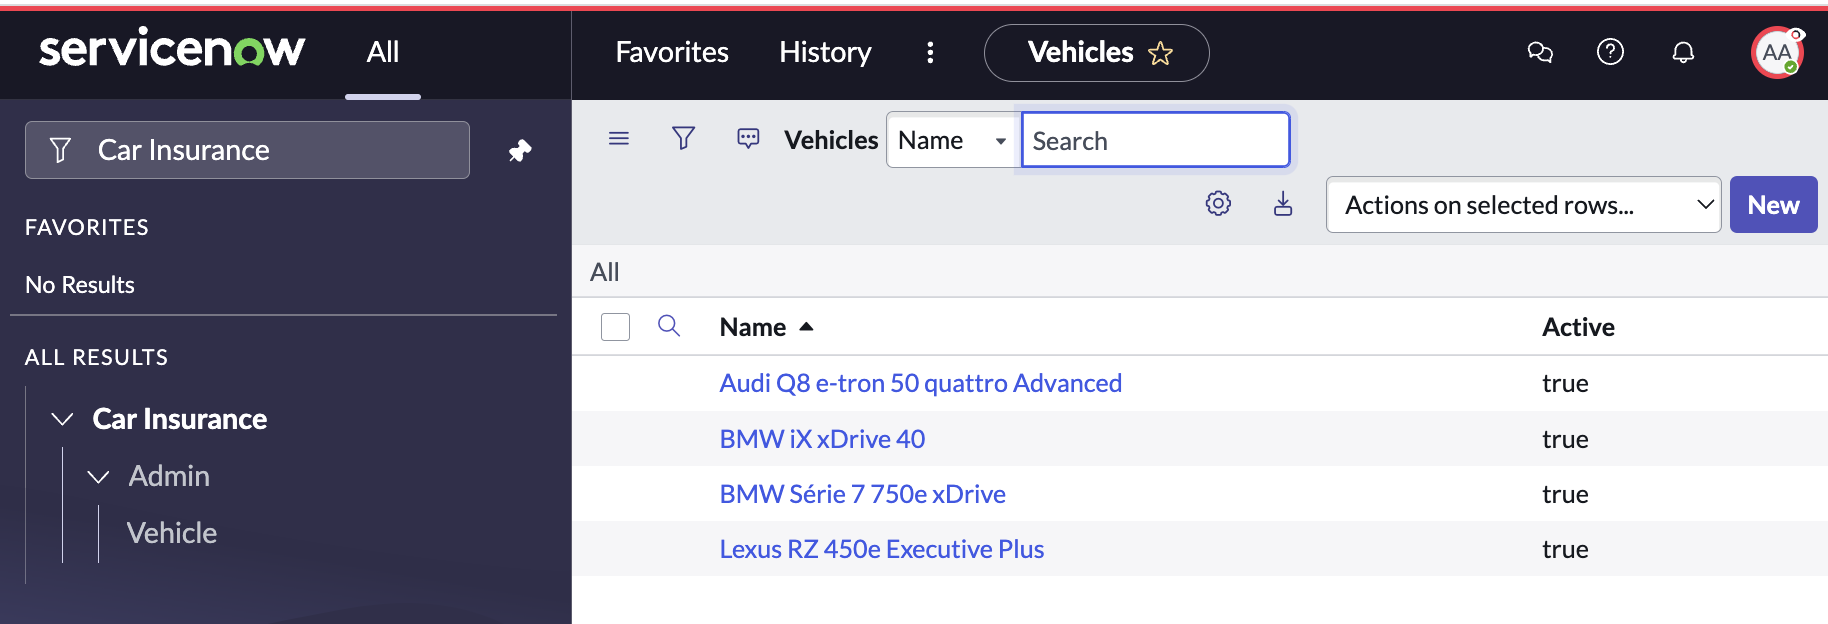 servicenow
All
Favorites
History
Vehicles
AA
Car Insurance
FAVORITES
No Results
ALL RESULTS
Car Insurance
Admin
Vehicle
Vehicles
Name
Search
Actions on selected rows...
New
All
Name
Active
Audi Q8 e-tron 50 quattro Advanced true
BMW iX xDrive 40 true
BMW Série 7 750e xDrive true
Lexus RZ 450e Executive Plus true